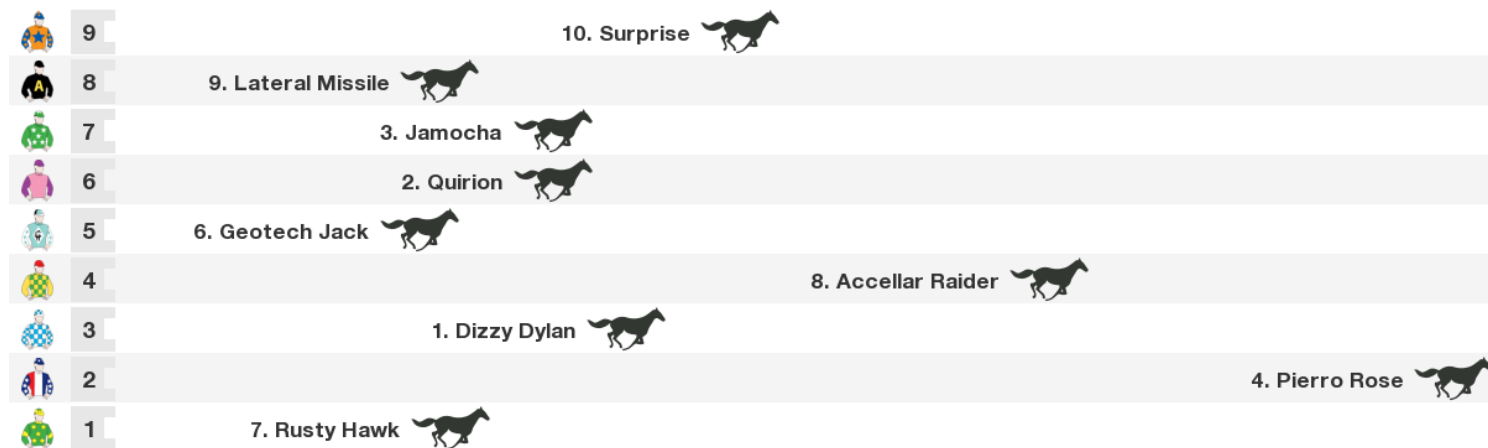 9 10. Surprise
8 A 9. Lateral Missile
7 3. Jamocha
6 2. Quirion
5 6. Geotech Jack
4 8. Accellar Raider
3 1. Dizzy Dylan
2 4. Pierro Rose
1 7. Rusty Hawk